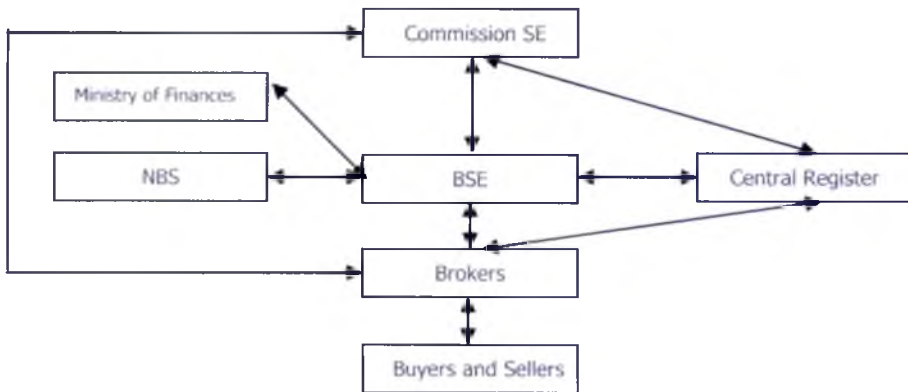 Commission SE
Ministry of Finances
NBS
BSE
Central Register
Brokers
Buyers and Sellers